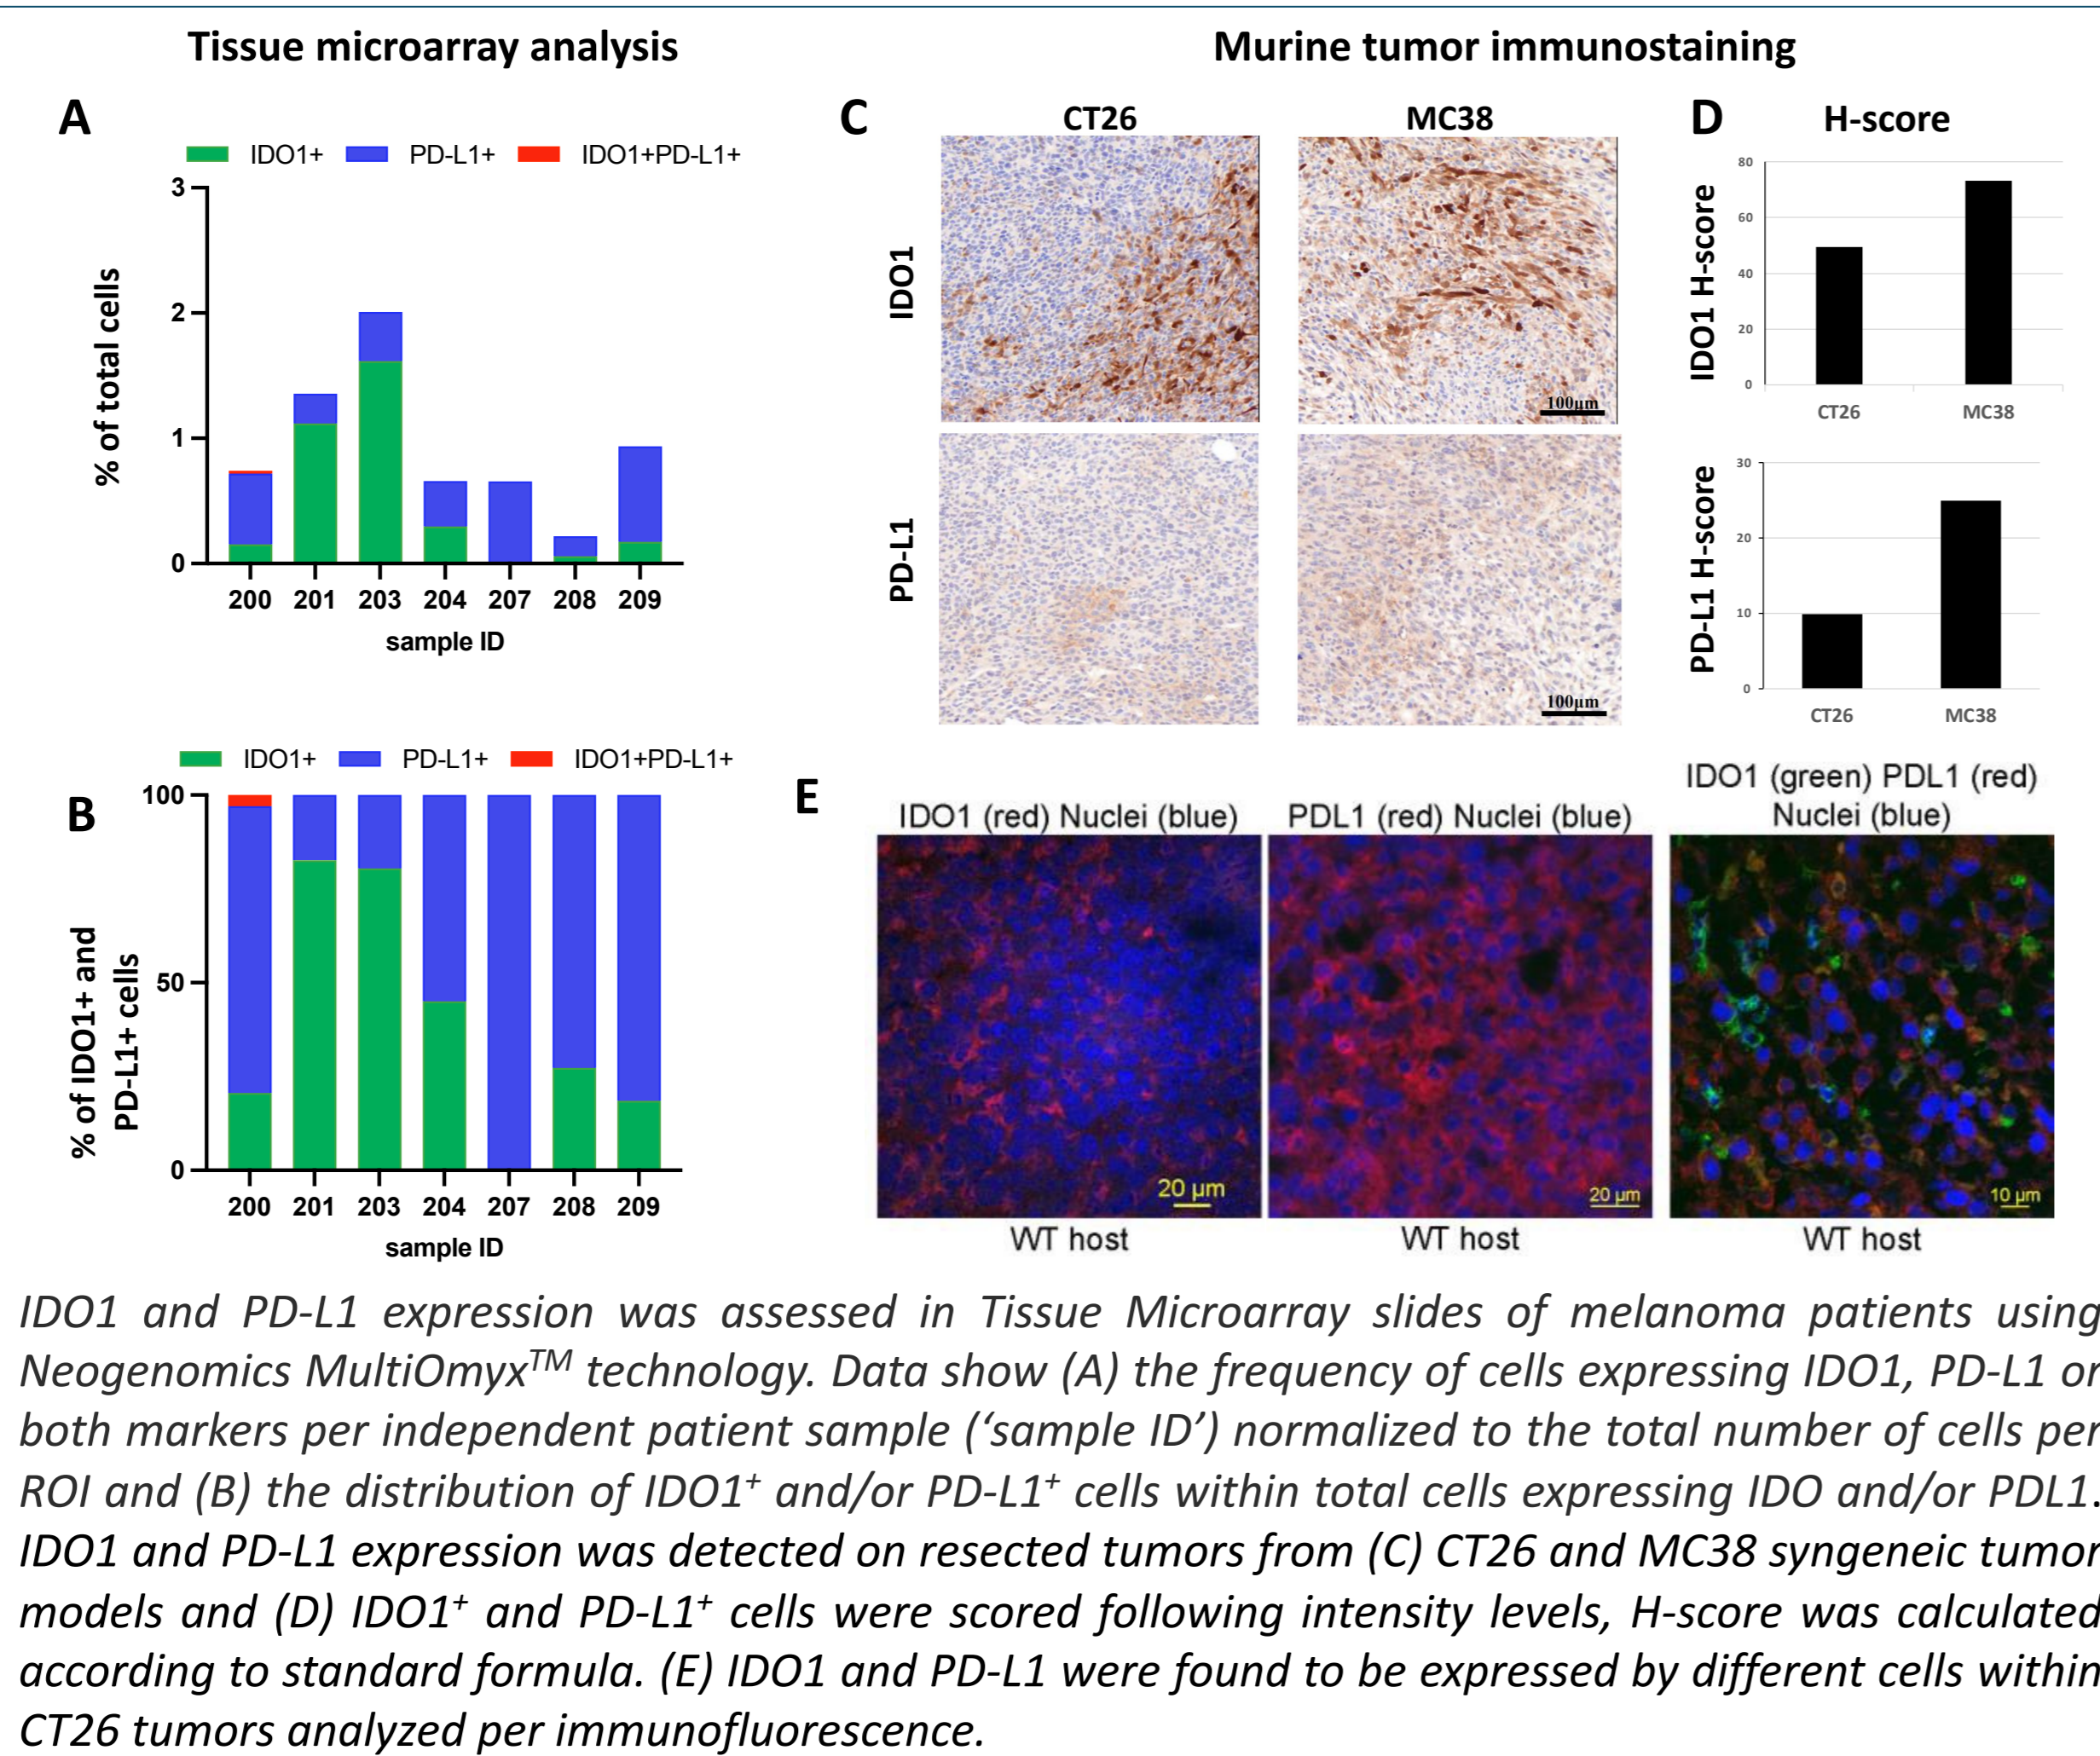 Tissue microarray analysis
Murine tumor immunostaining
A
IDO1+ PD-L1+ IDO1+PD-L1+
% of total cells
3
2
1
0
200 201 203 204 207 208 209
sample ID
B
IDO1+ PD-L1+ IDO1+PD-L1+
% of IDO1+ and
PD-L1+ cells
100
50
0
200 201 203 204 207 208 209
sample ID
C
CT26 MC38
IDO1
100µm
PD-L1
100µm
D
H-score
IDO1 H-score
80
60
40
20
0
CT26 MC38
PD-L1 H-score
30
20
10
0
CT26 MC38
E
IDO1 (red) Nuclei (blue)
20 µm
WT host
PDL1 (red) Nuclei (blue)
20 µm
WT host
IDO1 (green) PDL1 (red)
Nuclei (blue)
10 µm
WT host
IDO1 and PD-L1 expression was assessed in Tissue Microarray slides of melanoma patients using
Neogenomics MultiOmyxTM technology. Data show (A) the frequency of cells expressing IDO1, PD-L1 or
both markers per independent patient sample (‘sample ID’) normalized to the total number of cells per
ROI and (B) the distribution of IDO1+ and/or PD-L1+ cells within total cells expressing IDO and/or PDL1.
IDO1 and PD-L1 expression was detected on resected tumors from (C) CT26 and MC38 syngeneic tumor
models and (D) IDO1+ and PD-L1+ cells were scored following intensity levels, H-score was calculated
according to standard formula. (E) IDO1 and PD-L1 were found to be expressed by different cells within
CT26 tumors analyzed per immunofluorescence.